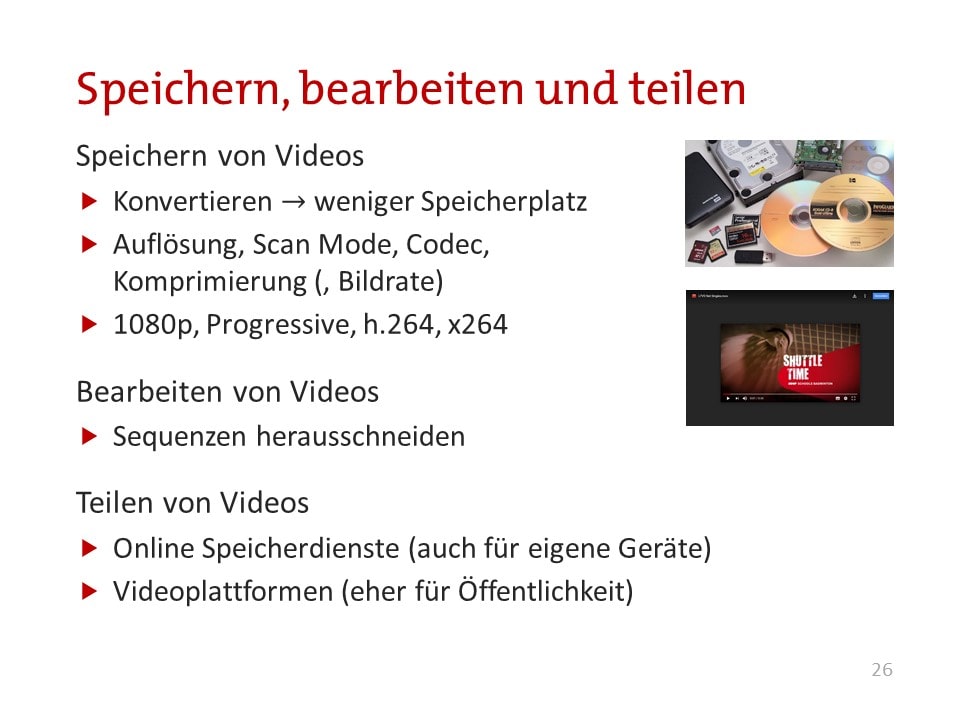 Speichern, bearbeiten und teilen
Speichern von Videos
Konvertieren → weniger Speicherplatz
Auflösung, Scan Mode, Codec,
Komprimierung (, Bildrate)
1080p, Progressive, h.264, x264
Bearbeiten von Videos
Sequenzen herausschneiden
Teilen von Videos
Online Speicherdienste (auch für eigene Geräte)
Videoplattformen (eher für Öffentlichkeit)
SHUTTLE
TIME
SCHOOLS BADMINTON
26